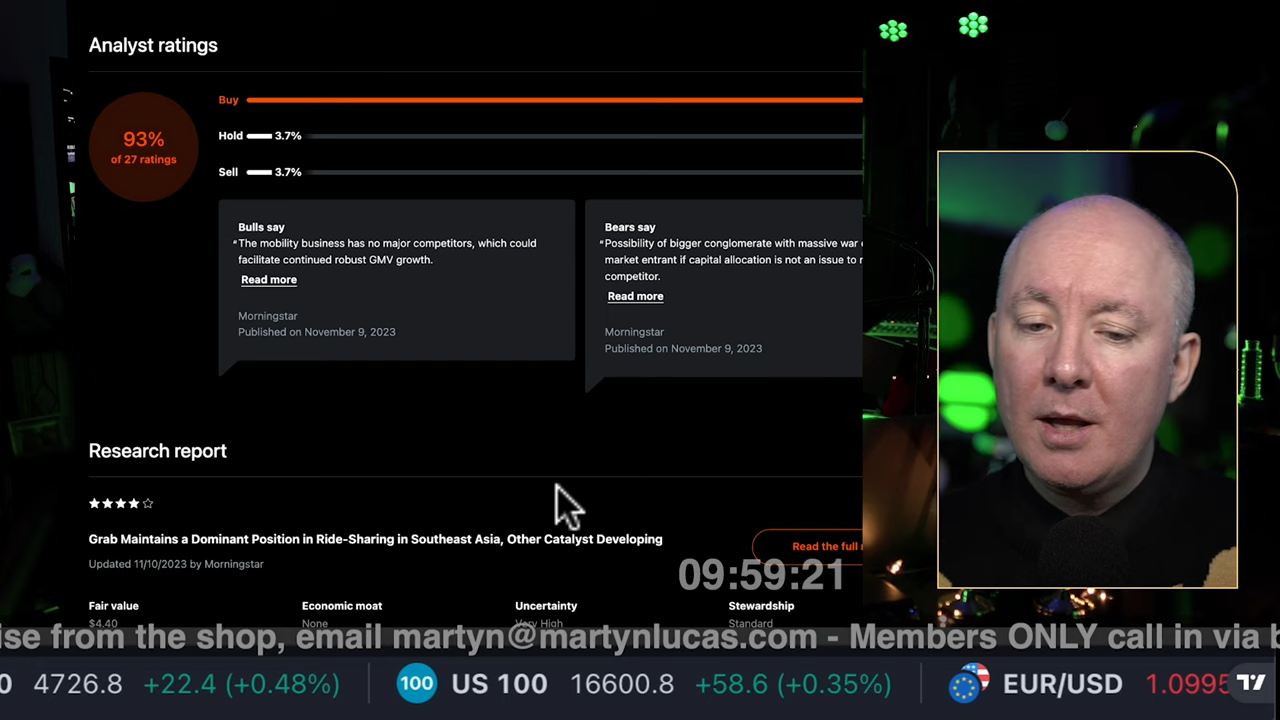 Analyst ratings
93%
of 27 ratings
Buy
Hold 3.7%
Sell 3.7%
Bulls say
“The mobility business has no major competitors, which could
facilitate continued robust GMV growth.
Read more
Morningstar
Published on November 9, 2023
Bears say
“Possibility of bigger conglomerate with massive war
market entrant if capital allocation is not an issue to
competitor.
Read more
Morningstar
Published on November 9, 2023
Research report
Grab Maintains a Dominant Position in Ride-Sharing in Southeast Asia, Other Catalyst Developing
Updated 11/10/2023 by Morningstar
Read the full
09:59:21
Fair value
$4.40
Economic moat
None
Uncertainty
Very High
Stewardship
Standard
ise from the shop, email martyn@martynlucas.com - Members ONLY call in via b
0 4726.8 +22.4 (+0.48%) 100 US 100 16600.8 +58.6 (+0.35%) EUR/USD 1.0995